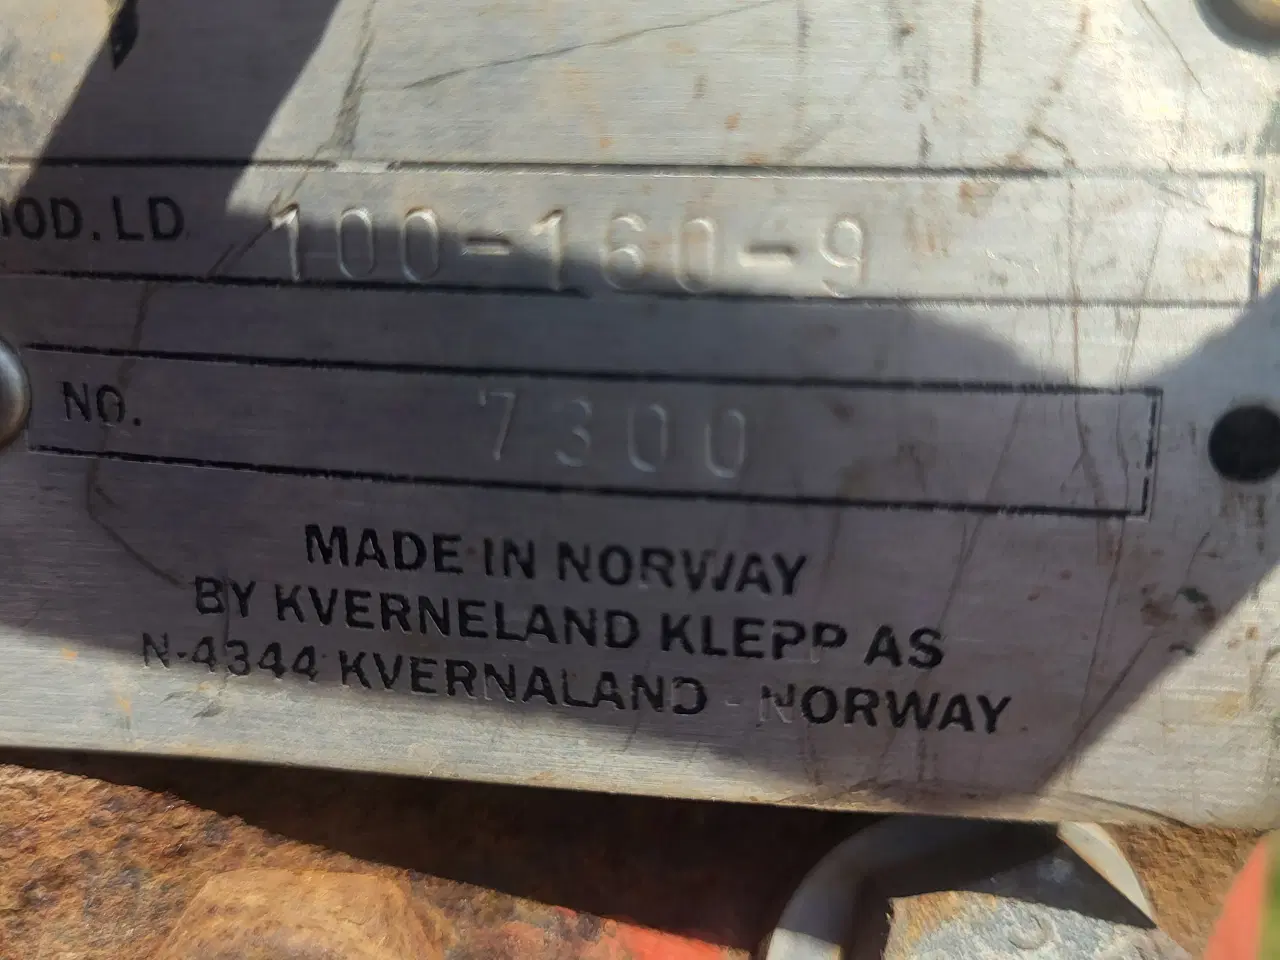 MOD. LD 100-160-9
NO. 7300
MADE IN NORWAY
BY KVERNELAND KLEPP AS
N-4344 KVERNALAND - NORWAY